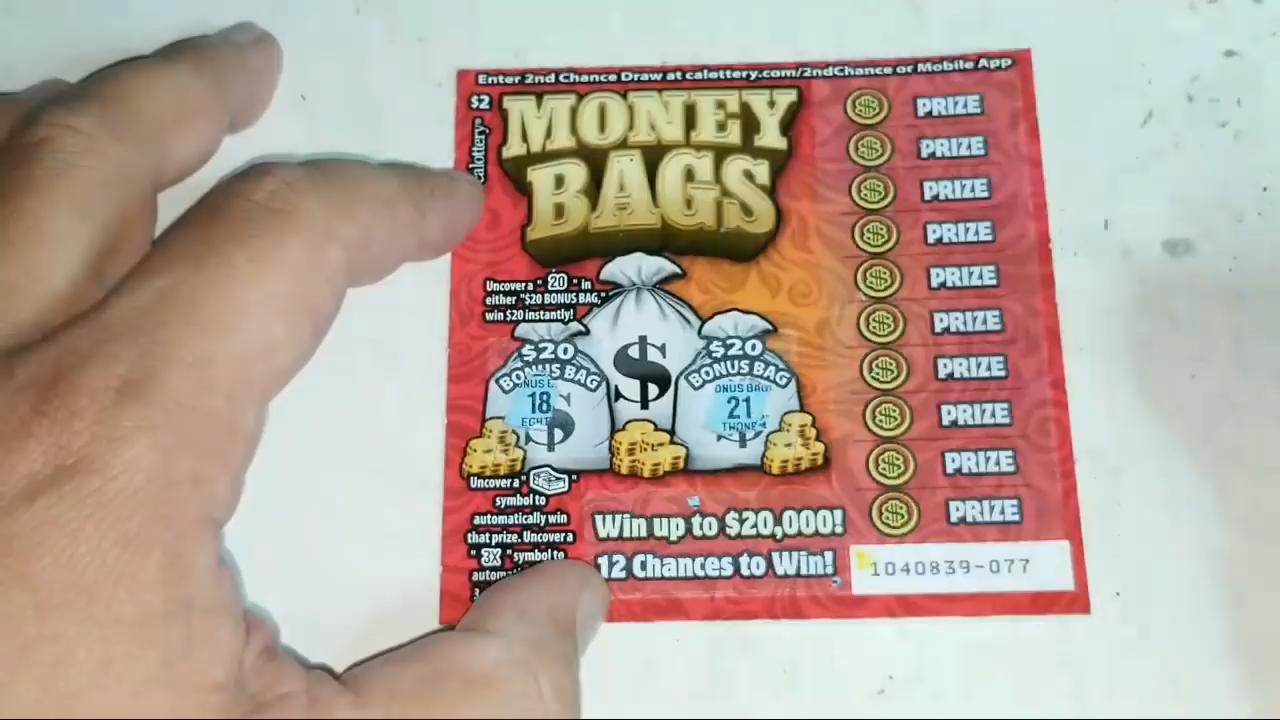 Enter 2nd Chance Draw at calottery.com/2ndChance or Mobile App
$2
calottery
MONEY
BAGS
Uncover a " 20 " in
either "$20 BONUS BAG,"
win $20 instantly!
$20
BONUS BAG
18
$
$
$20
BONUS BAG
21
Uncover a " "
symbol to
automatically win
that prize. Uncover a
" 3X " symbol to
Win up to $20,000!
12 Chances to Win!
$ PRIZE
$ PRIZE
$ PRIZE
$ PRIZE
$ PRIZE
$ PRIZE
$ PRIZE
$ PRIZE
$ PRIZE
$ PRIZE
1040839-077